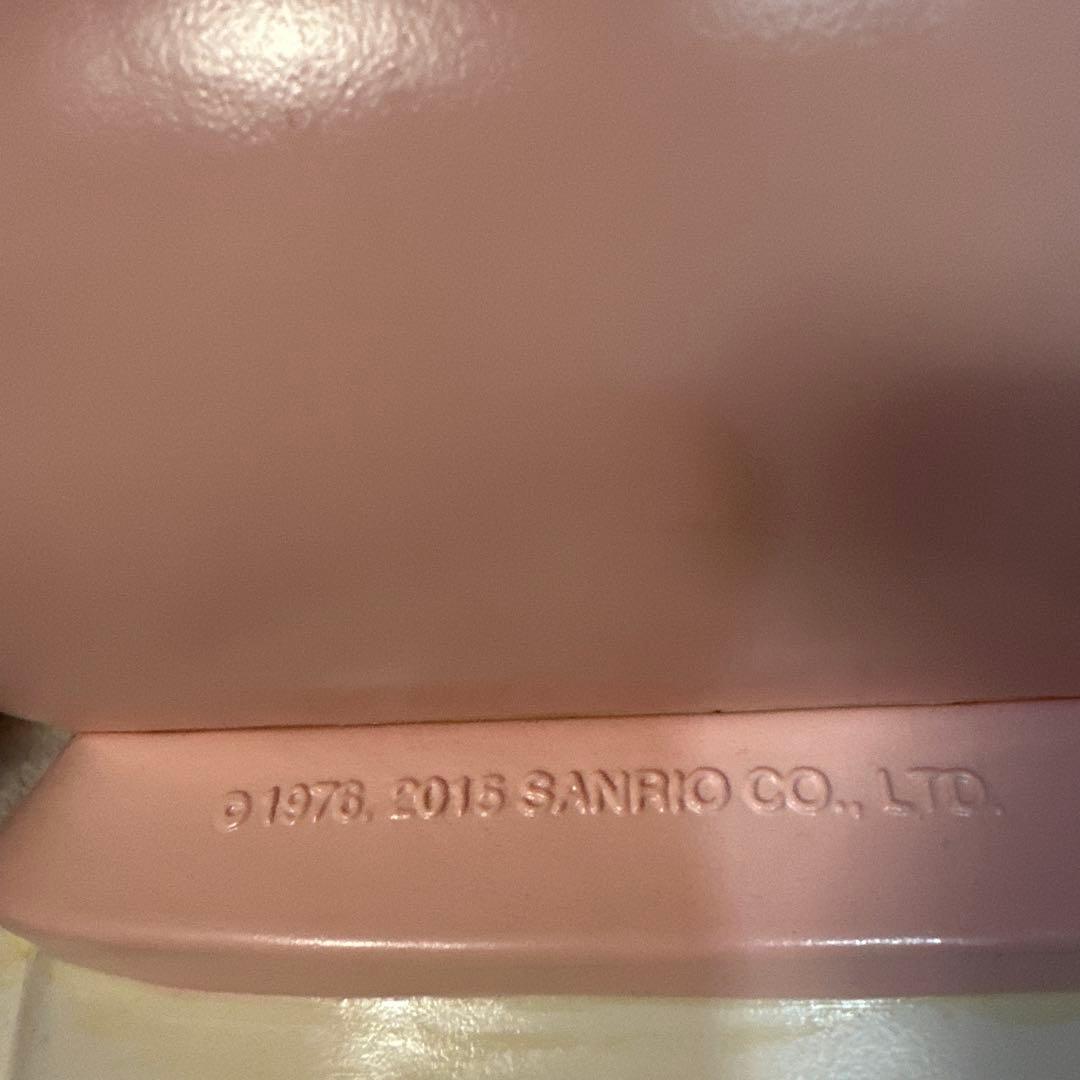 © 1976, 2015 SANRIO CO., LTD.